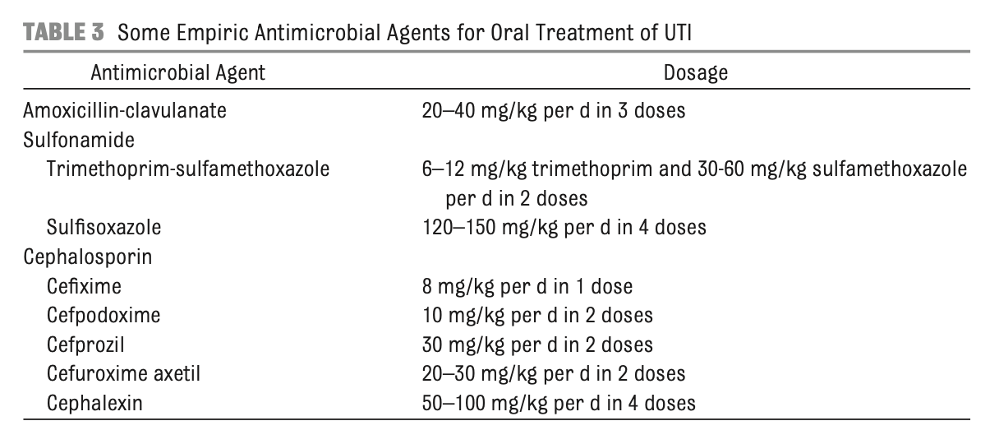 TABLE 3 Some Empiric Antimicrobial Agents for Oral Treatment of UTI
Antimicrobial Agent Dosage
Amoxicillin-clavulanate 20–40 mg/kg per d in 3 doses
Sulfonamide
Trimethoprim-sulfamethoxazole 6–12 mg/kg trimethoprim and 30-60 mg/kg sulfamethoxazole
per d in 2 doses
Sulfisoxazole 120–150 mg/kg per d in 4 doses
Cephalosporin
Cefixime 8 mg/kg per d in 1 dose
Cefpodoxime 10 mg/kg per d in 2 doses
Cefprozil 30 mg/kg per d in 2 doses
Cefuroxime axetil 20–30 mg/kg per d in 2 doses
Cephalexin 50–100 mg/kg per d in 4 doses